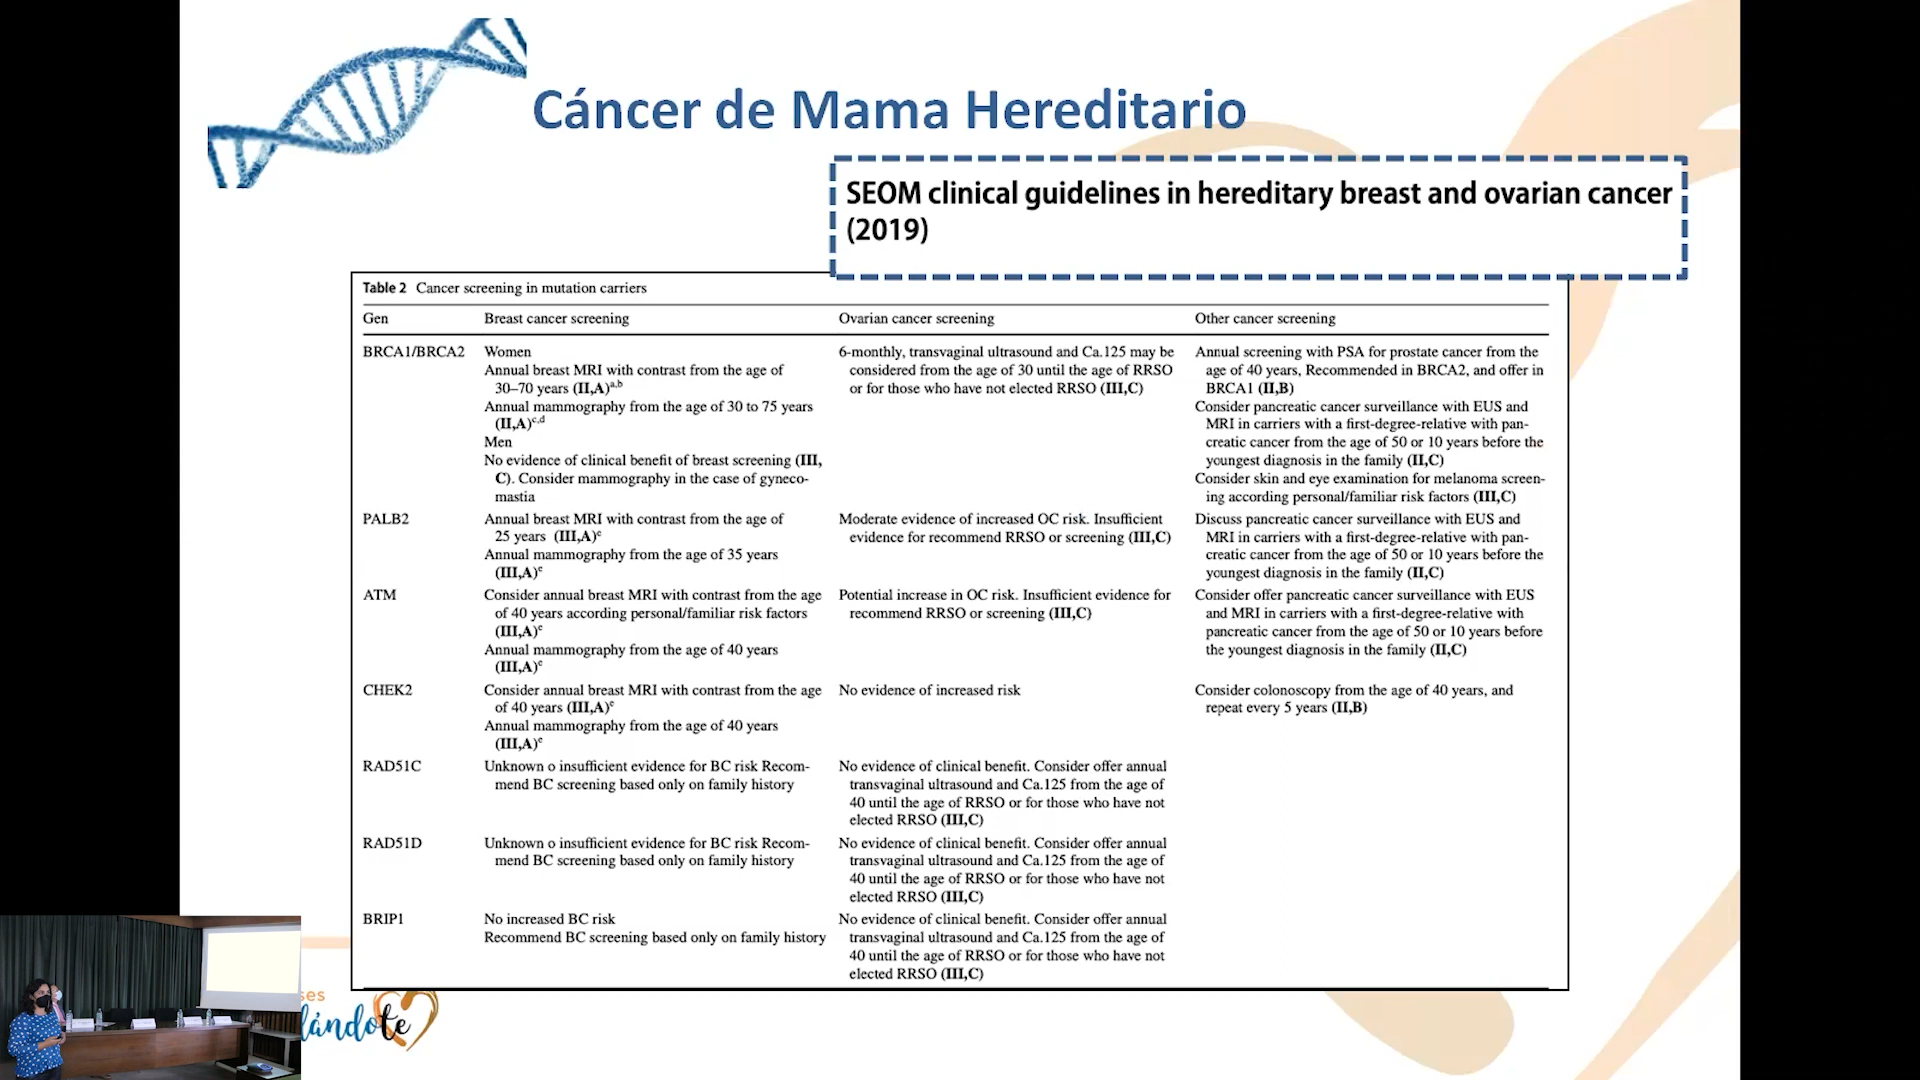 Cáncer de Mama Hereditario
SEOM clinical guidelines in hereditary breast and ovarian cancer
(2019)
Table 2 Cancer screening in mutation carriers
Gen
Breast cancer screening
Ovarian cancer screening
Other cancer screening
BRCA1/BRCA2
Women
Annual breast MRI with contrast from the age of
30–70 years (II,A)a,b
Annual mammography from the age of 30 to 75 years
(II,A)c,d
Men
No evidence of clinical benefit of breast screening (III,
C). Consider mammography in the case of gyneco-
mastia
6-monthly, transvaginal ultrasound and Ca.125 may be
considered from the age of 30 until the age of RRSO
or for those who have not elected RRSO (III,C)
Annual screening with PSA for prostate cancer from the
age of 40 years, Recommended in BRCA2, and offer in
BRCA1 (II,B)
Consider pancreatic cancer surveillance with EUS and
MRI in carriers with a first-degree-relative with pan-
creatic cancer from the age of 50 or 10 years before the
youngest diagnosis in the family (II,C)
Consider skin and eye examination for melanoma screen-
ing according personal/familiar risk factors (III,C)
PALB2
Annual breast MRI with contrast from the age of
25 years (III,A)e
Annual mammography from the age of 35 years
(III,A)e
Moderate evidence of increased OC risk. Insufficient
evidence for recommend RRSO or screening (III,C)
Discuss pancreatic cancer surveillance with EUS and
MRI in carriers with a first-degree-relative with pan-
creatic cancer from the age of 50 or 10 years before the
youngest diagnosis in the family (II,C)
ATM
Consider annual breast MRI with contrast from the age
of 40 years according personal/familiar risk factors
(III,A)e
Annual mammography from the age of 40 years
(III,A)e
Potential increase in OC risk. Insufficient evidence for
recommend RRSO or screening (III,C)
Consider offer pancreatic cancer surveillance with EUS
and MRI in carriers with a first-degree-relative with
pancreatic cancer from the age of 50 or 10 years before
the youngest diagnosis in the family (II,C)
CHEK2
Consider annual breast MRI with contrast from the age
of 40 years (III,A)e
Annual mammography from the age of 40 years
(III,A)e
No evidence of increased risk
Consider colonoscopy from the age of 40 years, and
repeat every 5 years (II,B)
RAD51C
Unknown o insufficient evidence for BC risk Recom-
mend BC screening based only on family history
No evidence of clinical benefit. Consider offer annual
transvaginal ultrasound and Ca.125 from the age of
40 until the age of RRSO or for those who have not
elected RRSO (III,C)
RAD51D
Unknown o insufficient evidence for BC risk Recom-
mend BC screening based only on family history
No evidence of clinical benefit. Consider offer annual
transvaginal ultrasound and Ca.125 from the age of
40 until the age of RRSO or for those who have not
elected RRSO (III,C)
BRIP1
No increased BC risk
Recommend BC screening based only on family history
No evidence of clinical benefit. Consider offer annual
transvaginal ultrasound and Ca.125 from the age of
40 until the age of RRSO or for those who have not
elected RRSO (III,C)
ses
lándote